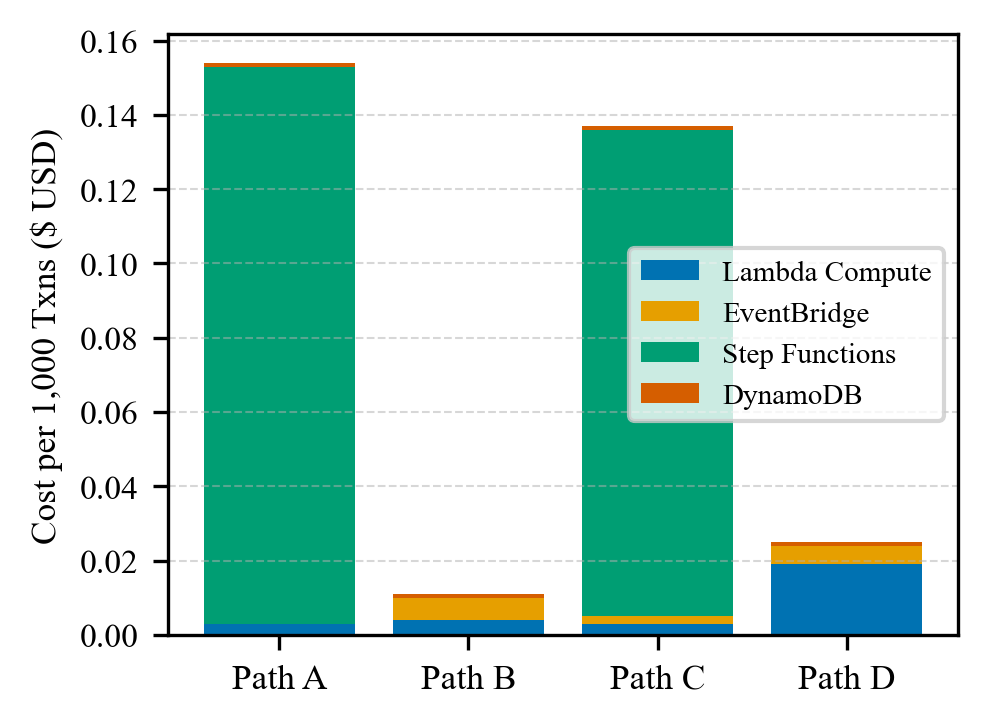 Cost per 1,000 Txns ($ USD)
0.16
0.14
0.12
0.10
0.08
0.06
0.04
0.02
0.00
Lambda Compute
EventBridge
Step Functions
DynamoDB
Path A
Path B
Path C
Path D